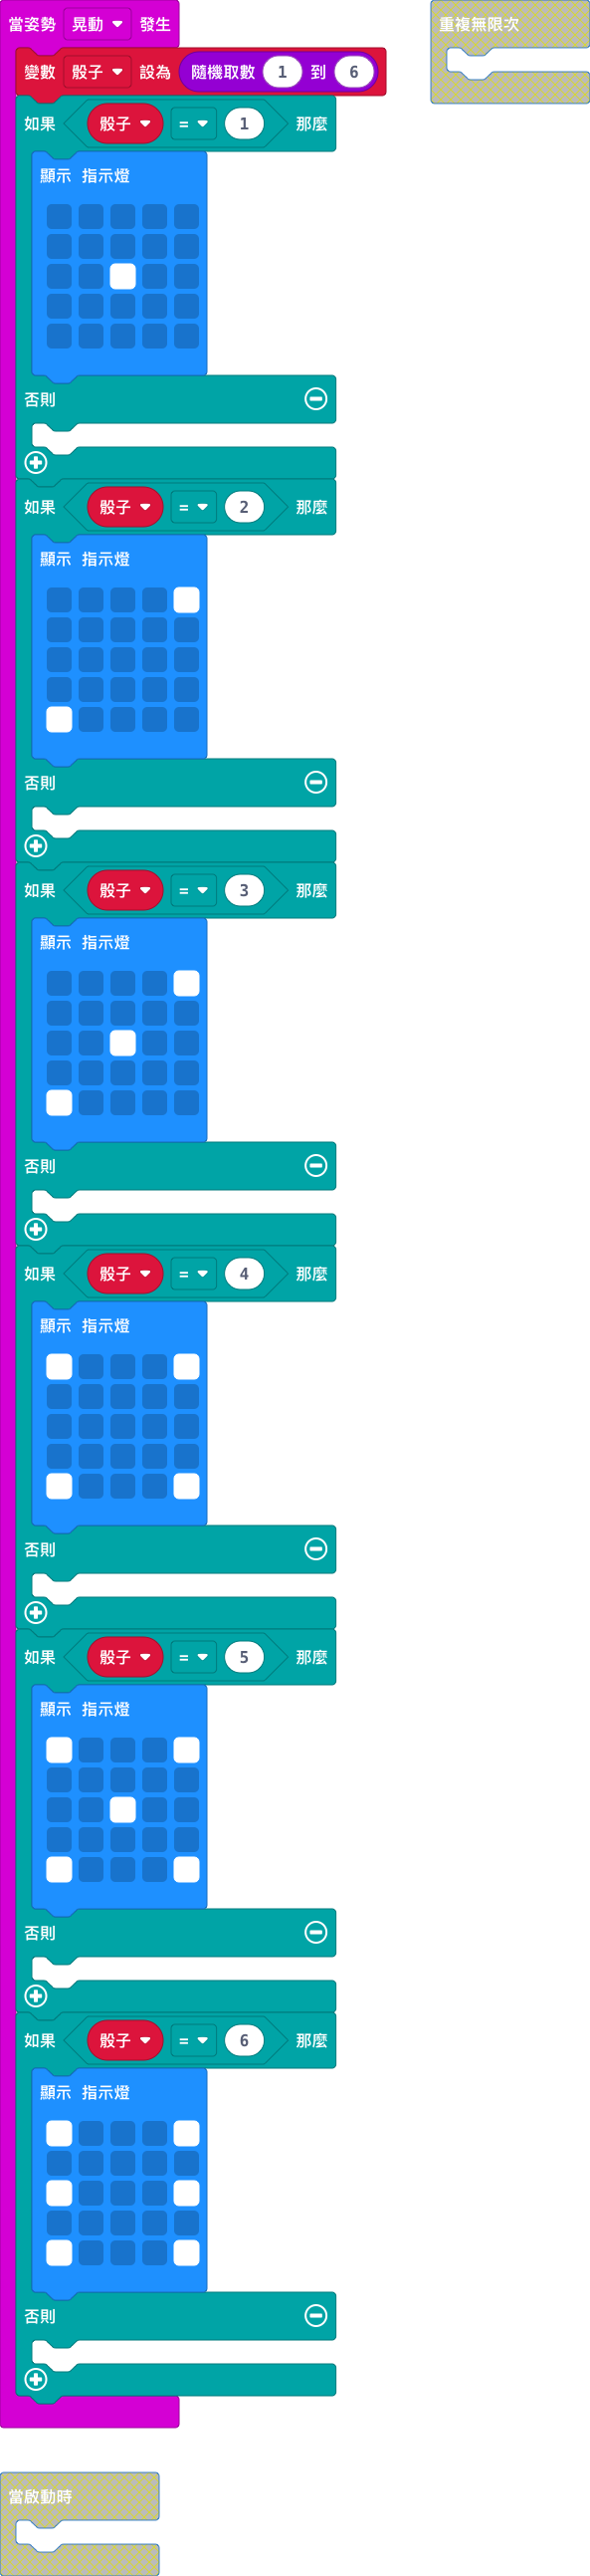 當姿勢 晃動 發生
變數 骰子 設為 隨機取數 1 到 6
如果 骰子 = 1 那麼
顯示 指示燈
否則
如果 骰子 = 2 那麼
顯示 指示燈
否則
如果 骰子 = 3 那麼
顯示 指示燈
否則
如果 骰子 = 4 那麼
顯示 指示燈
否則
如果 骰子 = 5 那麼
顯示 指示燈
否則
如果 骰子 = 6 那麼
顯示 指示燈
否則
重複無限次
當啟動時